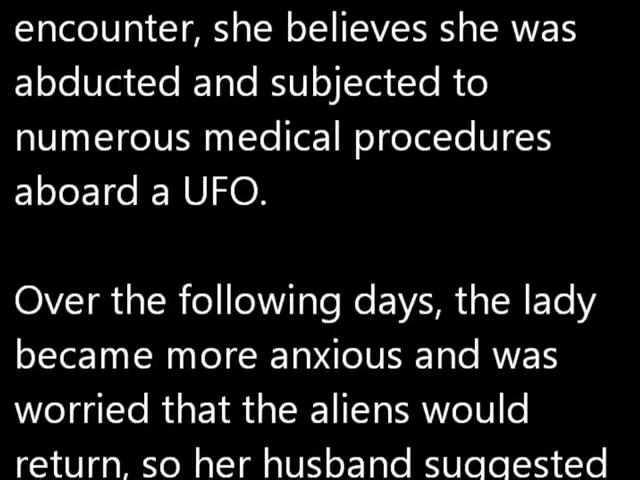 encounter, she believes she was
abducted and subjected to
numerous medical procedures
aboard a UFO.
Over the following days, the lady
became more anxious and was
worried that the aliens would
return, so her husband suggested